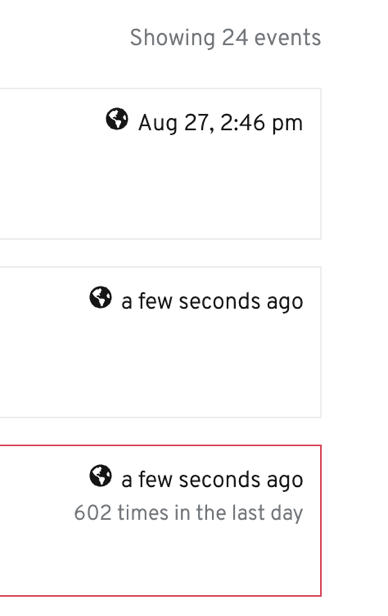 Showing 24 events
Aug 27, 2:46 pm
a few seconds ago
a few seconds ago
602 times in the last day